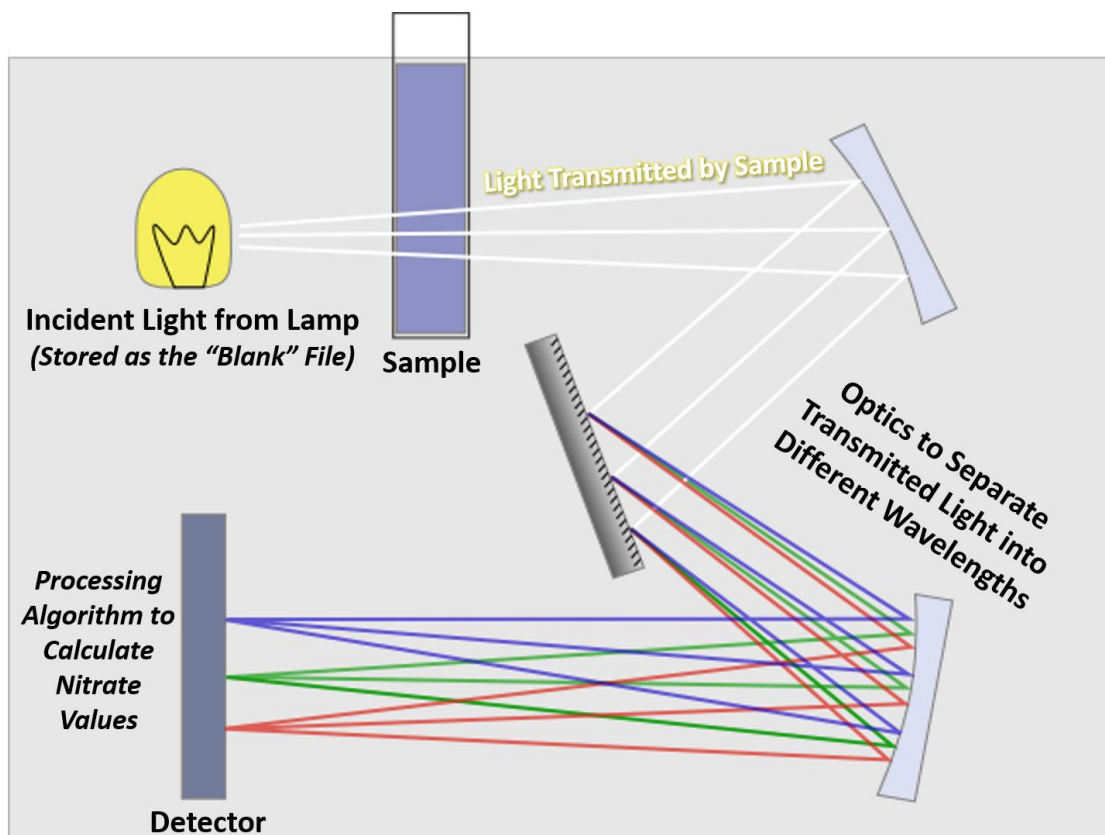 Light Transmitted by Sample
Incident Light from Lamp
(Stored as the “Blank” File)
Sample
Optics to Separate
Transmitted Light into
Different Wavelengths
Processing
Algorithm to
Calculate
Nitrate
Values
Detector